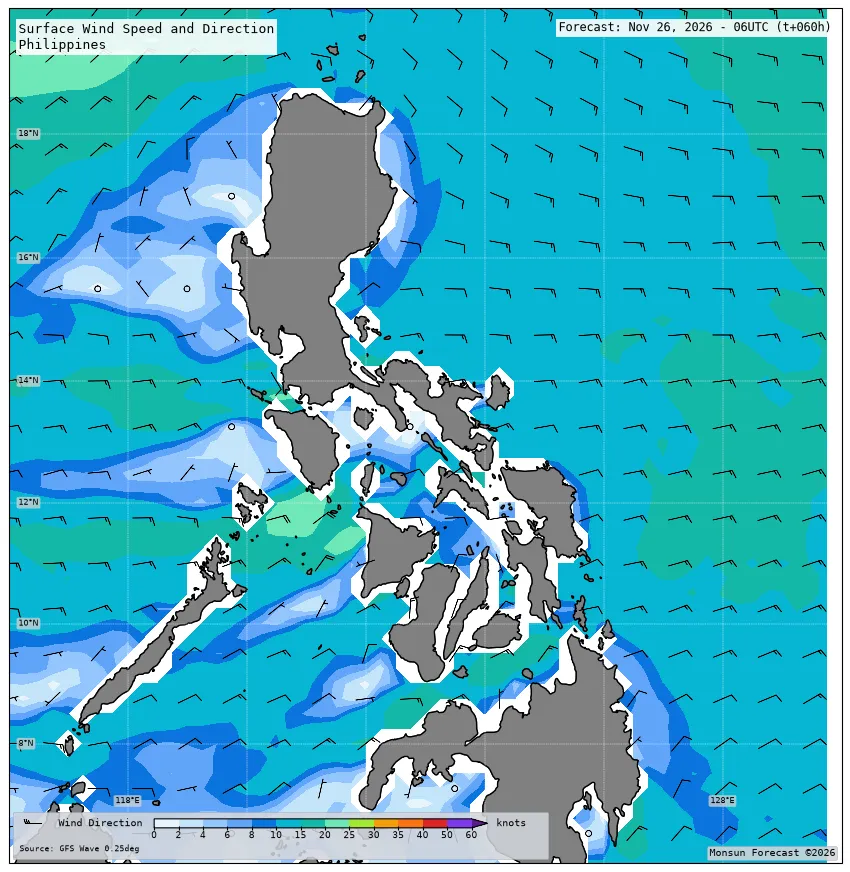 Surface Wind Speed and Direction
Philippines
Forecast: Nov 26, 2026 - 06UTC (t+060h)
18°N
16°N
14°N
12°N
10°N
8°N
118°E
128°E
Wind Direction
knots
0 2 4 6 8 10 15 20 25 30 35 40 50 60
Source: GFS Wave 0.25deg
Monsun Forecast ©2026